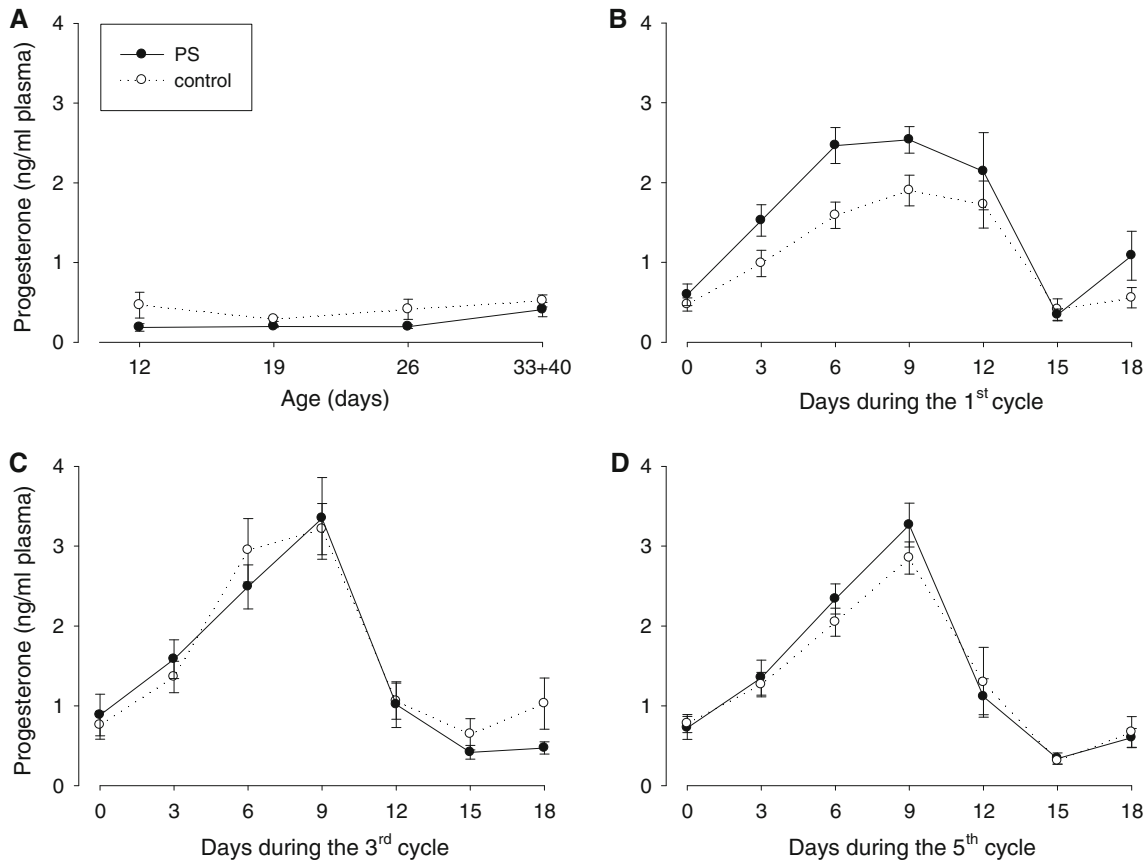 A
4
3
2
1
0
Progesterone (ng/ml plasma)
PS
control
12 19 26 33+40
Age (days)
B
4
3
2
1
0
0 3 6 9 12 15 18
Days during the 1st cycle
C
4
3
2
1
0
Progesterone (ng/ml plasma)
0 3 6 9 12 15 18
Days during the 3rd cycle
D
4
3
2
1
0
0 3 6 9 12 15 18
Days during the 5th cycle